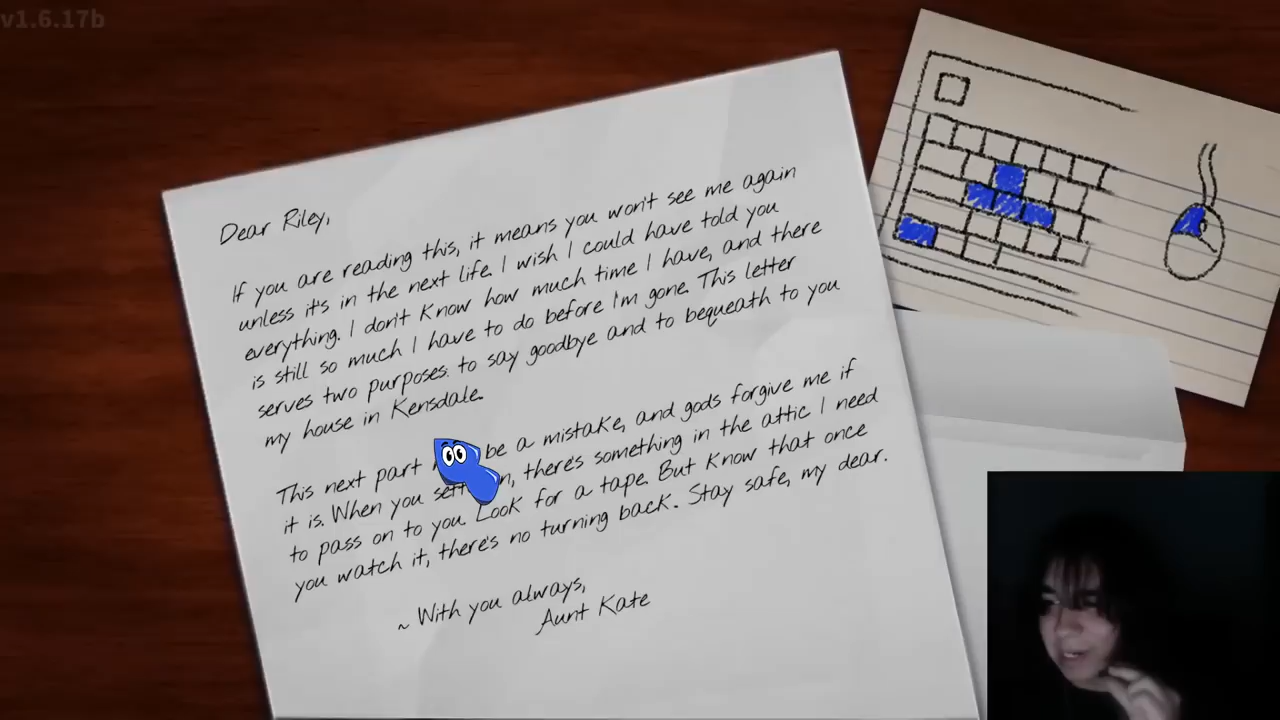 v1.6.17b
Dear Riley,
If you are reading this, it means you won't see me again
unless it's in the next life. I wish I could have told you
everything. I don't know how much time I have, and there
is still so much I have to do before I'm gone. This letter
serves two purposes: to say goodbye and to bequeath to you
my house in Kensdale.
This next part be a mistake, and gods forgive me if
it is. When you sett n, there's something in the attic I need
to pass on to you. Look for a tape. But know that once
you watch it, there's no turning back. Stay safe, my dear.
~ With you always,
Aunt Kate